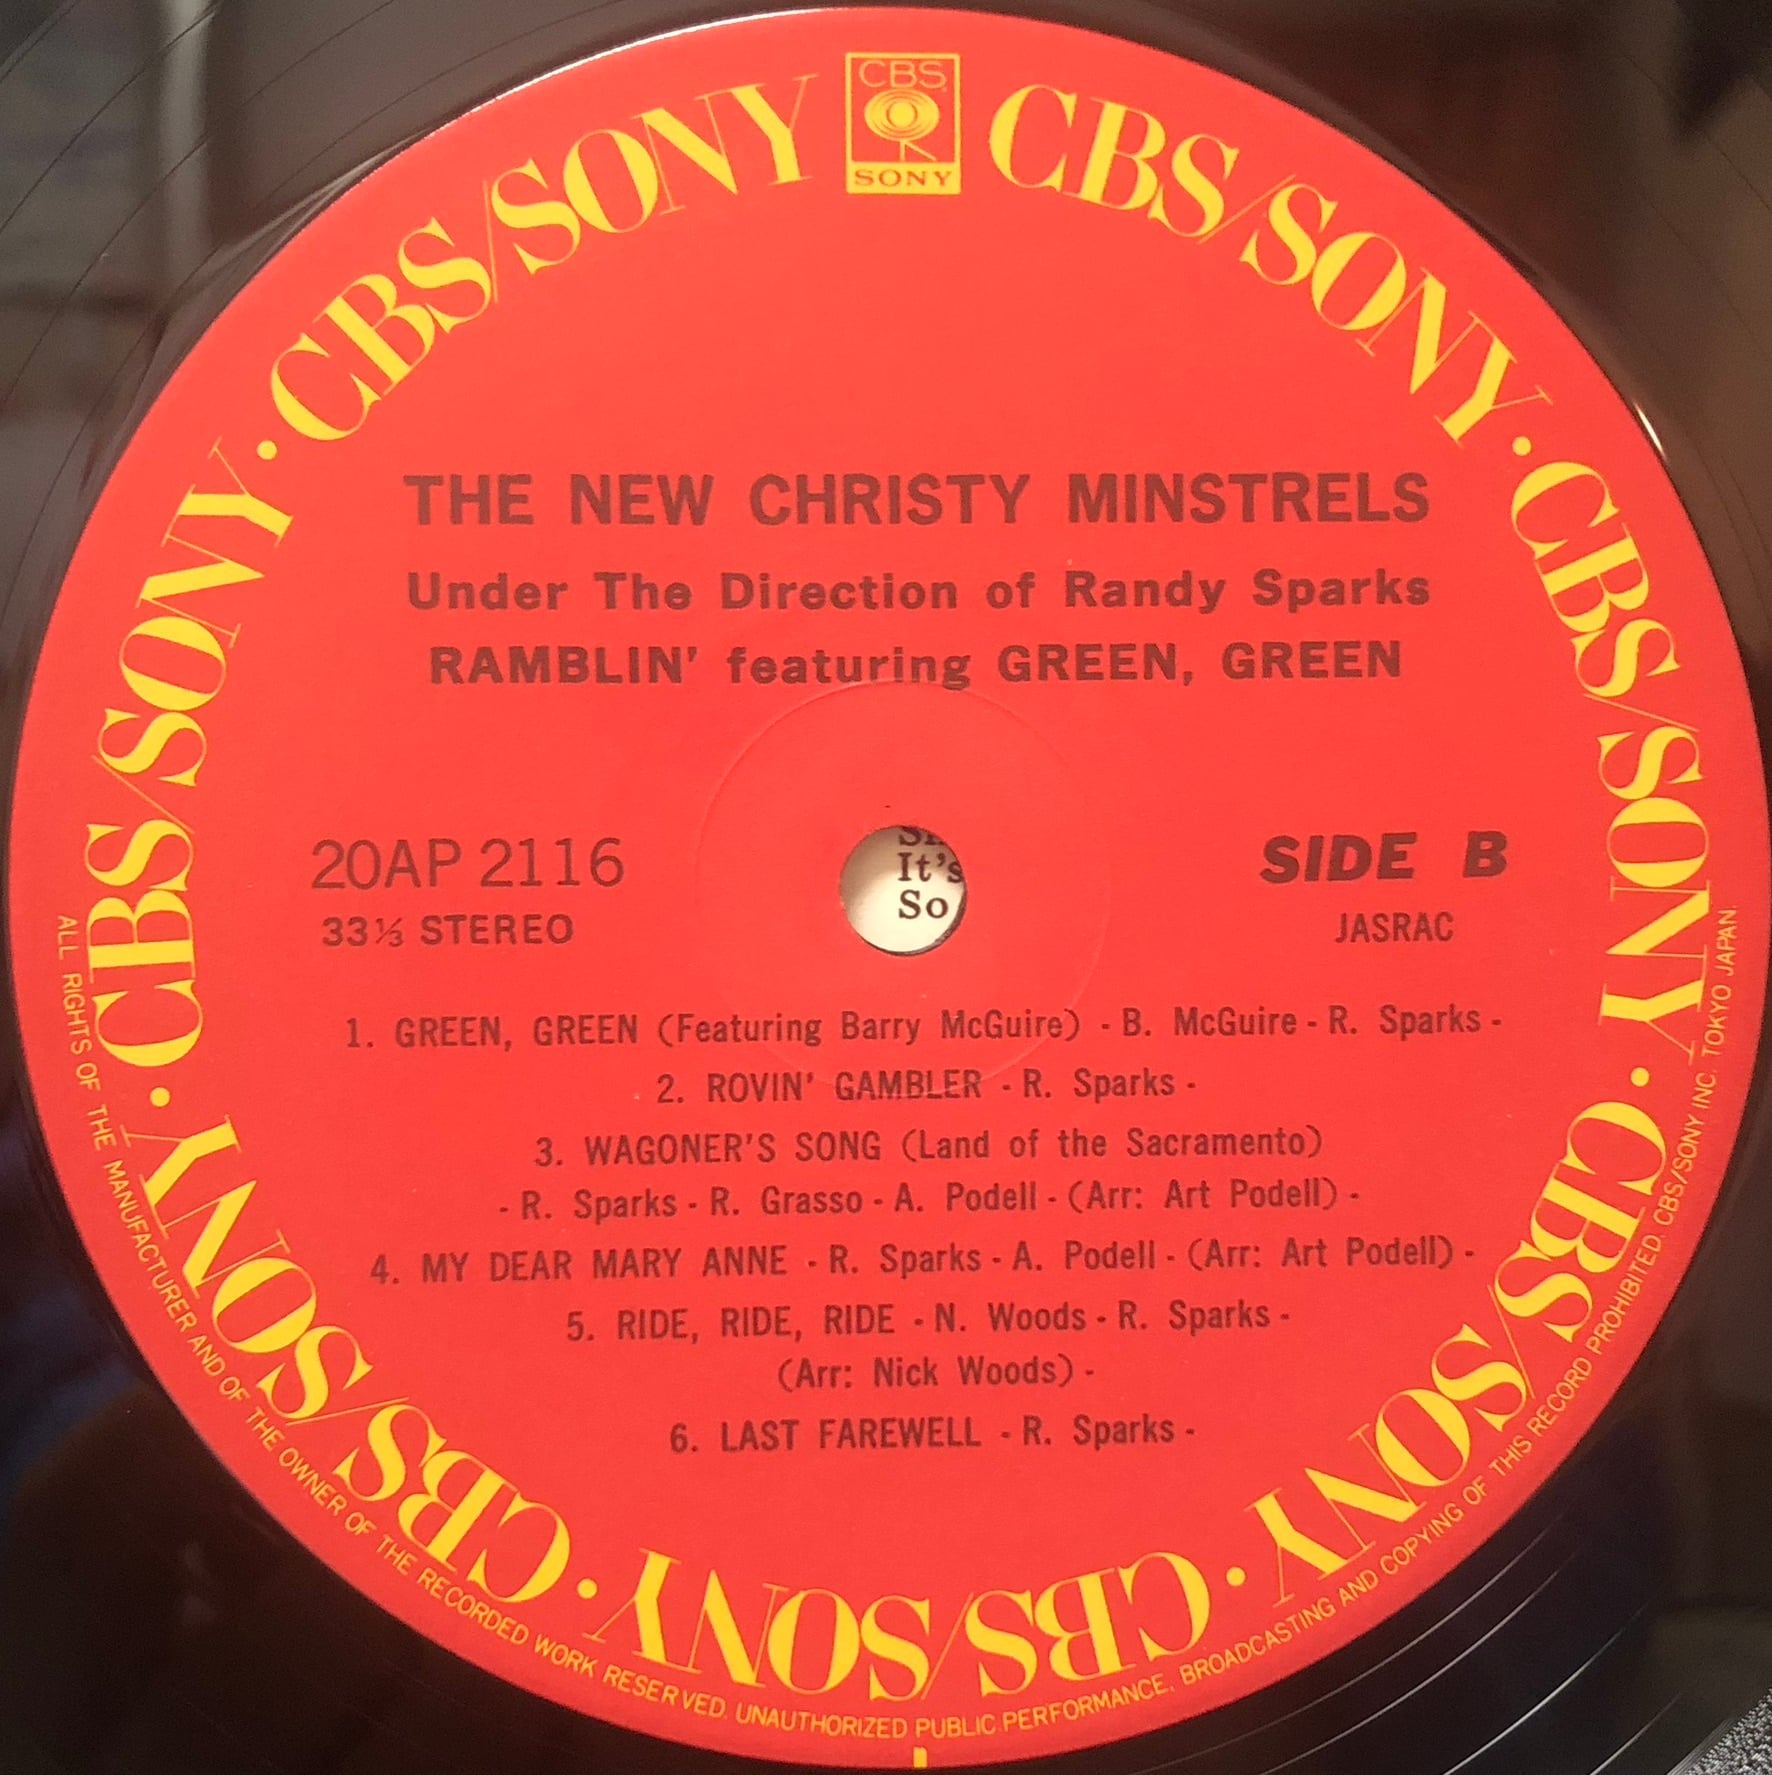 CBS
SONY
CBS/SONY · CBS/SONY · CBS/SONY · CBS/SONY · CBS/SONY · CBS/SONY · CBS/SONY · CBS/SONY
THE NEW CHRISTY MINSTRELS
Under The Direction of Randy Sparks
RAMBLIN' featuring GREEN, GREEN
20AP 2116
33⅓ STEREO
It's
So
SIDE B
JASRAC
1. GREEN, GREEN (Featuring Barry McGuire) - B. McGuire - R. Sparks -
2. ROVIN' GAMBLER - R. Sparks -
3. WAGONER'S SONG (Land of the Sacramento)
- R. Sparks - R. Grasso - A. Podell - (Arr: Art Podell) -
4. MY DEAR MARY ANNE - R. Sparks - A. Podell - (Arr: Art Podell) -
5. RIDE, RIDE, RIDE - N. Woods - R. Sparks -
(Arr: Nick Woods) -
6. LAST FAREWELL - R. Sparks -
ALL RIGHTS OF THE MANUFACTURER AND OF THE OWNER OF THE RECORDED WORK RESERVED. UNAUTHORIZED PUBLIC PERFORMANCE, BROADCASTING AND COPYING OF THIS RECORD PROHIBITED. CBS/SONY INC. TOKYO JAPAN.